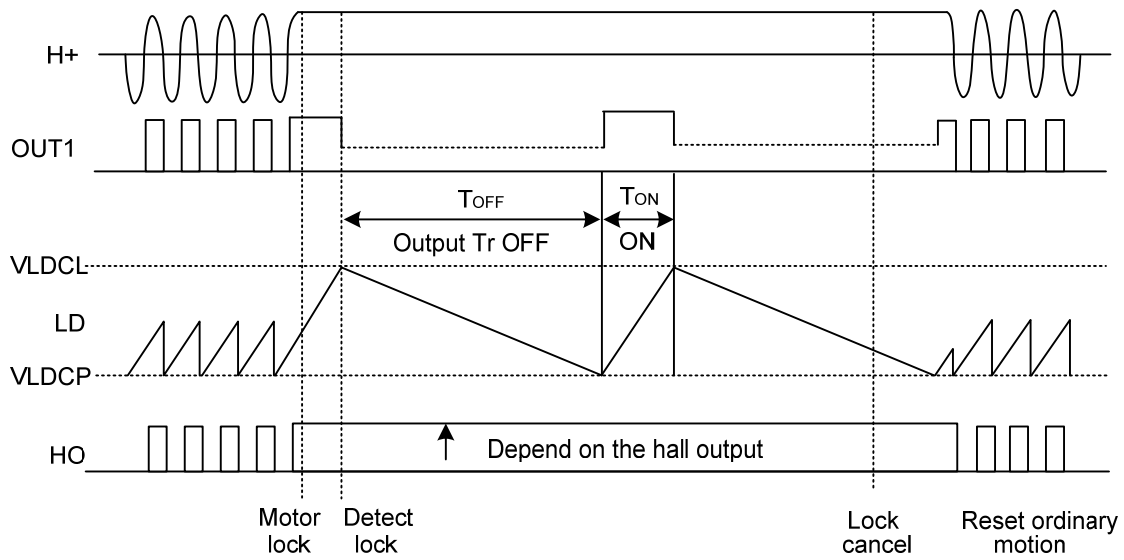 H+
OUT1
TOFF
TON
Output Tr OFF
ON
VLDCL
LD
VLDCP
HO
Depend on the hall output
Motor
lock
Detect
lock
Lock
cancel
Reset ordinary
motion